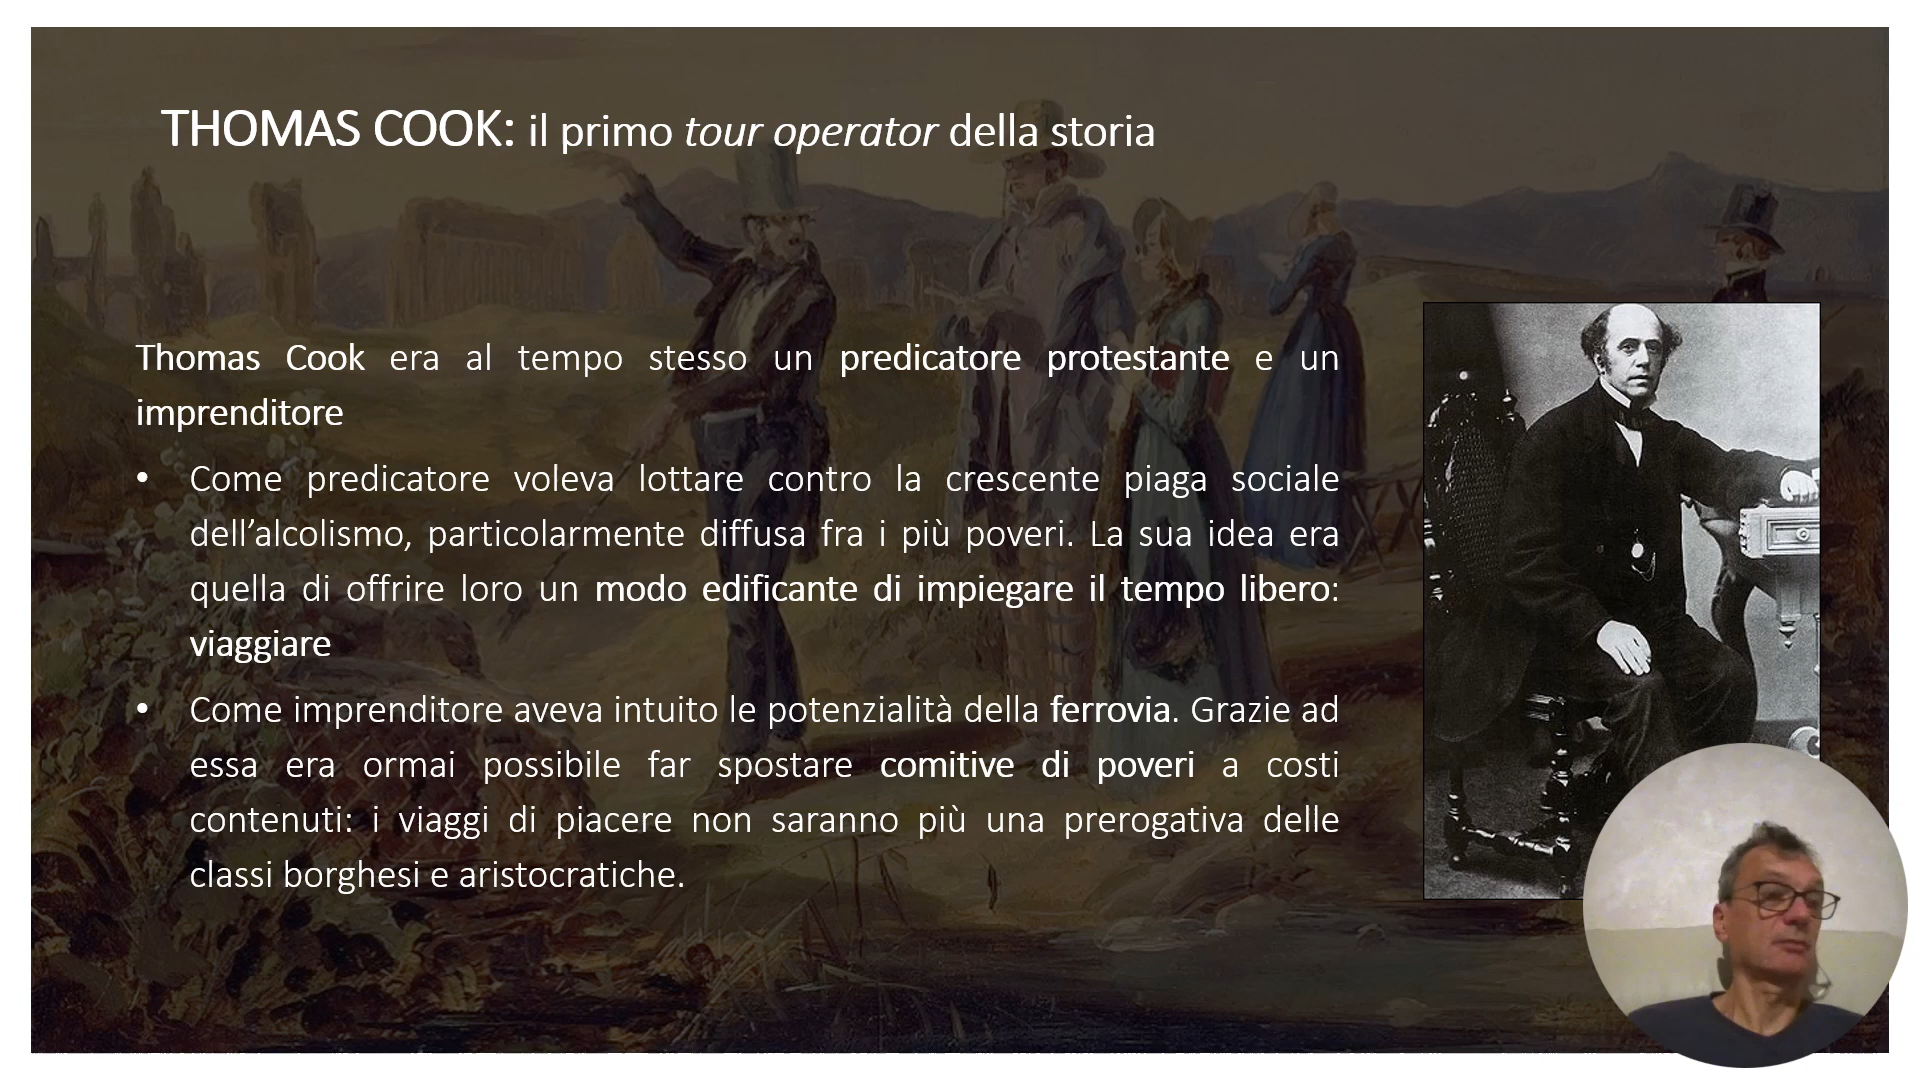 THOMAS COOK: il primo tour operator della storia
Thomas Cook era al tempo stesso un predicatore protestante e un
imprenditore
• Come predicatore voleva lottare contro la crescente piaga sociale
dell’alcolismo, particolarmente diffusa fra i più poveri. La sua idea era
quella di offrire loro un modo edificante di impiegare il tempo libero:
viaggiare
• Come imprenditore aveva intuito le potenzialità della ferrovia. Grazie ad
essa era ormai possibile far spostare comitive di poveri a costi
contenuti: i viaggi di piacere non saranno più una prerogativa delle
classi borghesi e aristocratiche.